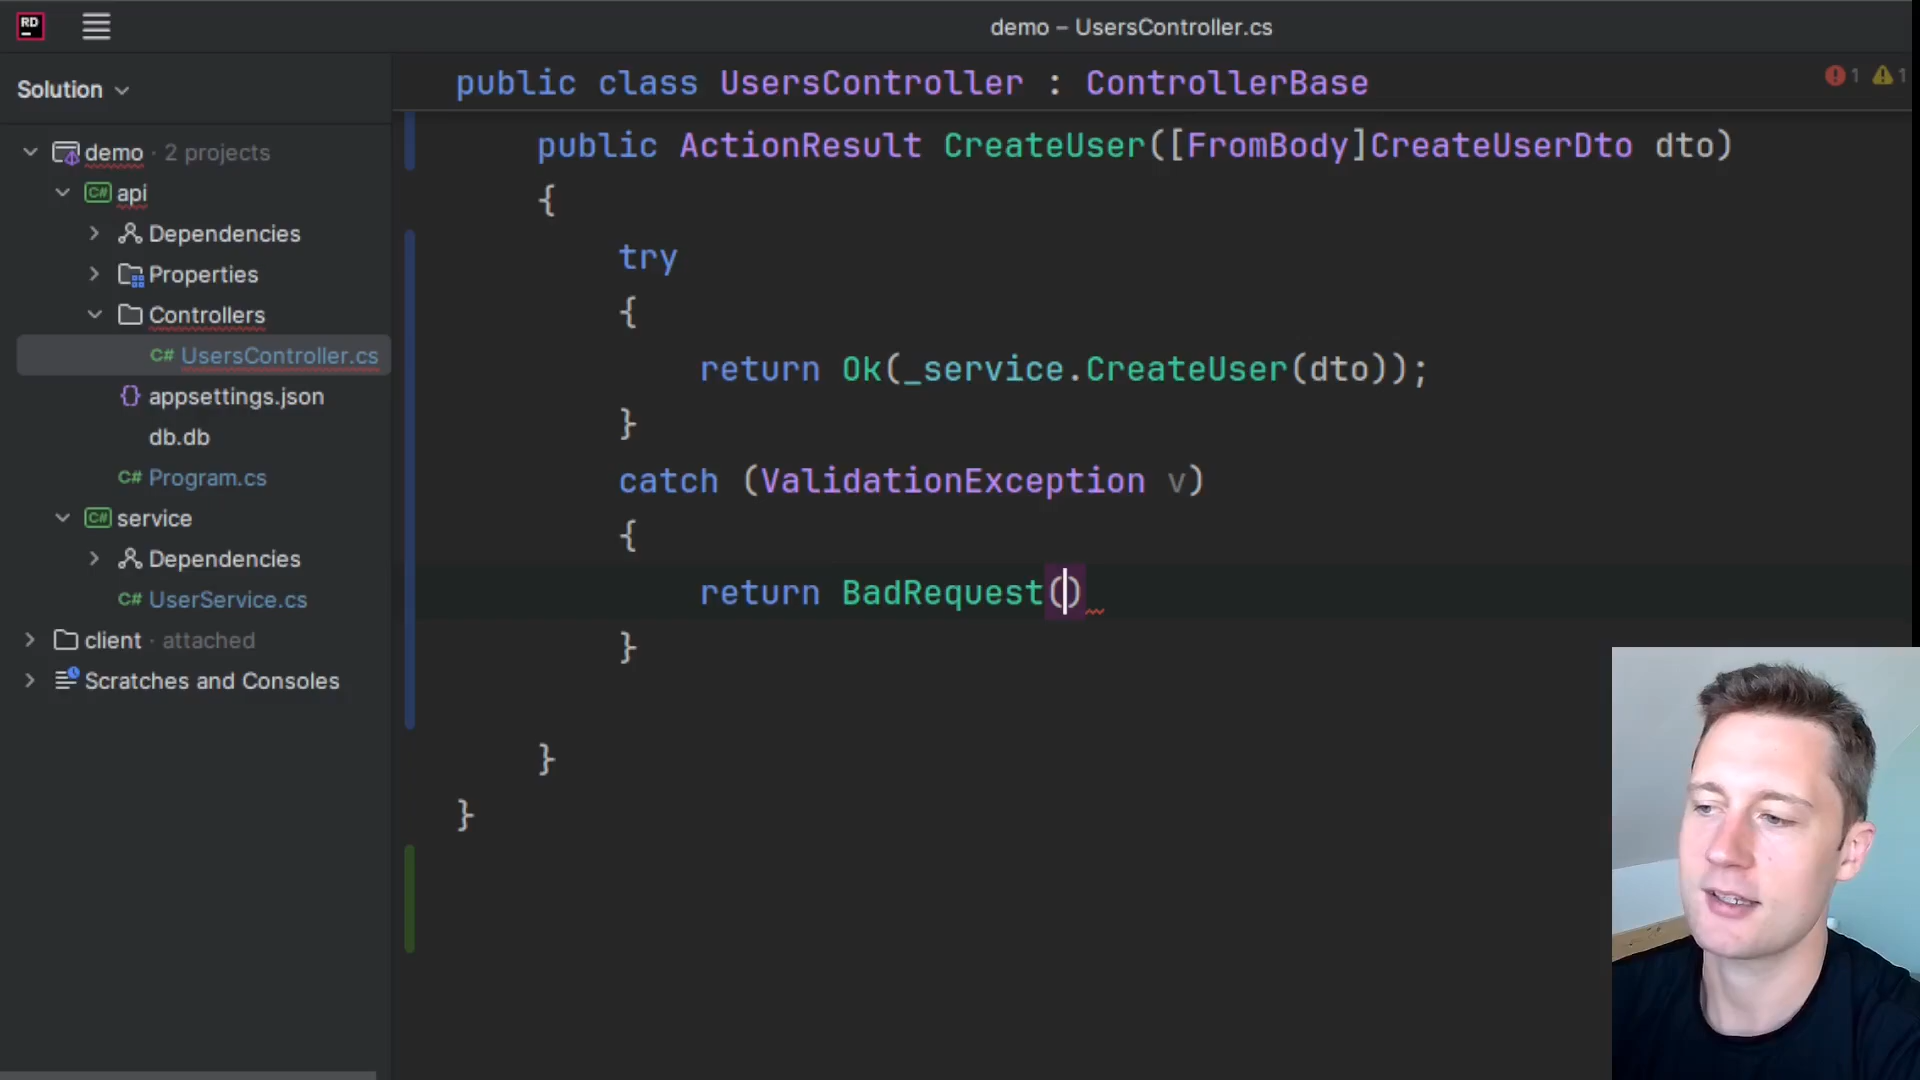 RD
demo – UsersController.cs
Solution
public class UsersController : ControllerBase
1 1
demo · 2 projects
public ActionResult CreateUser([FromBody]CreateUserDto dto)
api
{
Dependencies
try
Properties
{
Controllers
C# UsersController.cs
return Ok(_service.CreateUser(dto));
{} appsettings.json
}
db.db
C# Program.cs
catch (ValidationException v)
service
{
Dependencies
C# UserService.cs
return BadRequest()
client · attached
}
Scratches and Consoles
}
}